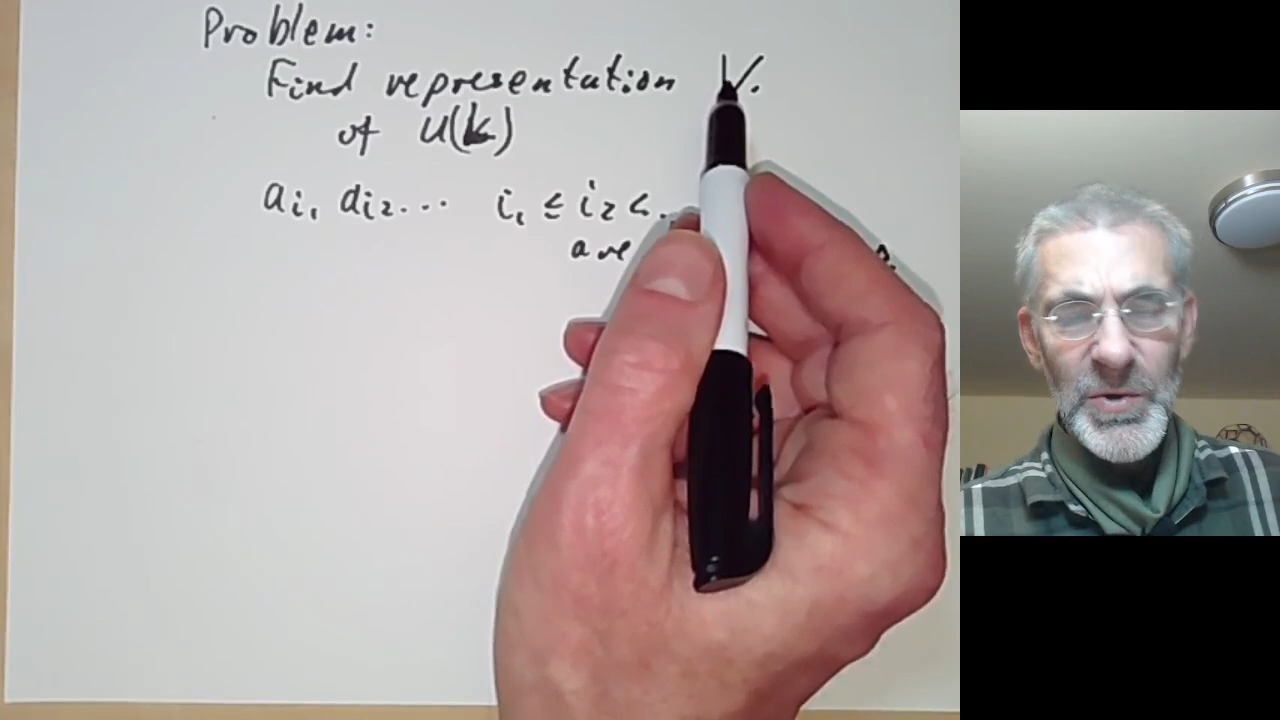 Problem:
Find representation V.
of U(k)
ai₁ ai₂... i₁ ≤ i₂ <..
are